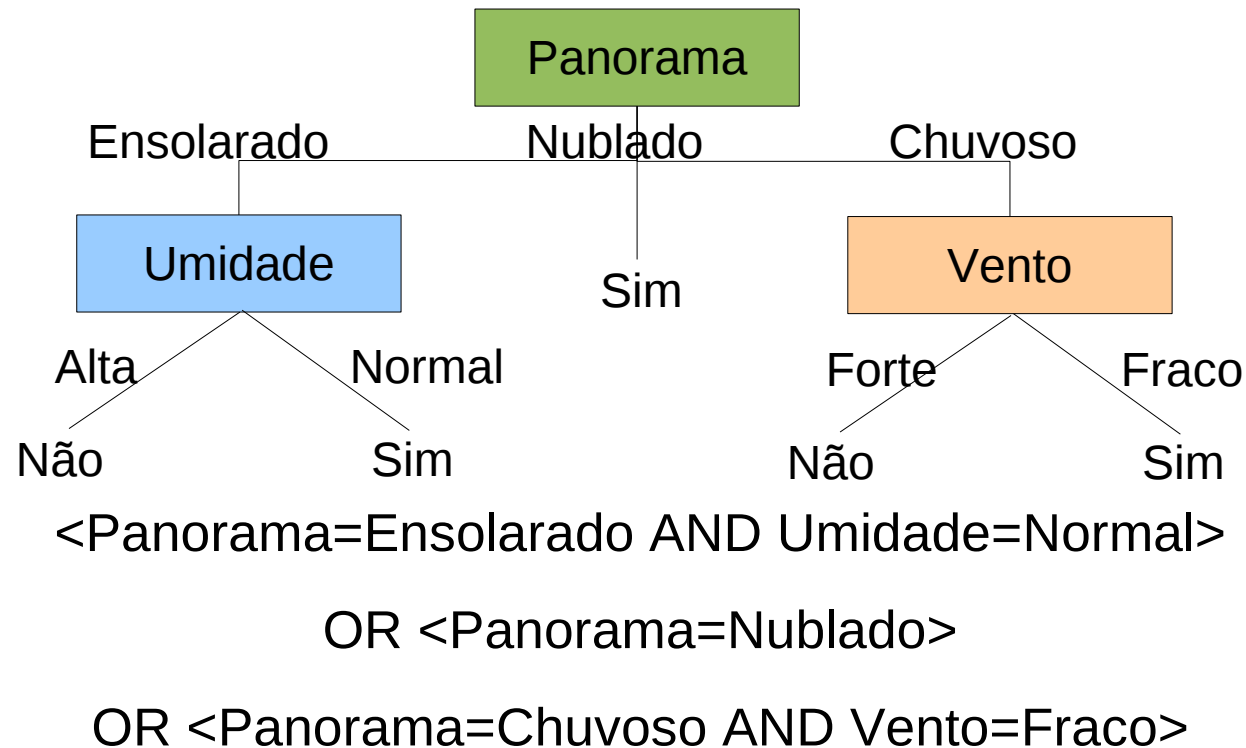 Panorama
Ensolarado Nublado Chuvoso
Umidade Sim Vento
Alta Normal Forte Fraco
Não Sim Não Sim
<Panorama=Ensolarado AND Umidade=Normal>
OR <Panorama=Nublado>
OR <Panorama=Chuvoso AND Vento=Fraco>